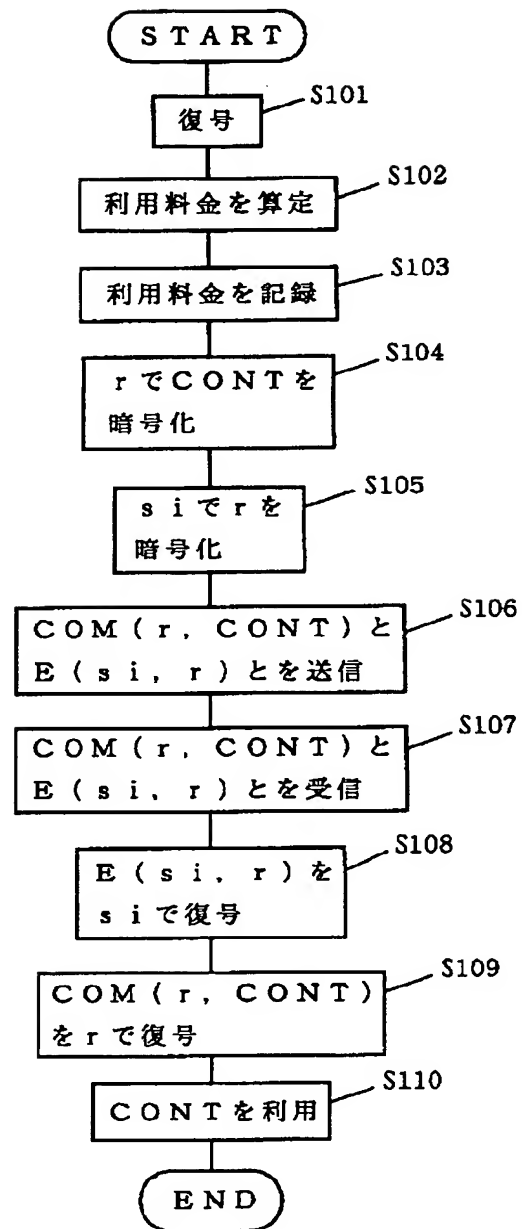 START
S101
復号
S102
利用料金を算定
S103
利用料金を記録
S104
rでCONTを
暗号化
S105
siでrを
暗号化
S106
COM(r, CONT)と
E(si, r)とを送信
S107
COM(r, CONT)と
E(si, r)とを受信
S108
E(si, r)を
siで復号
S109
COM(r, CONT)
をrで復号
S110
CONTを利用
END